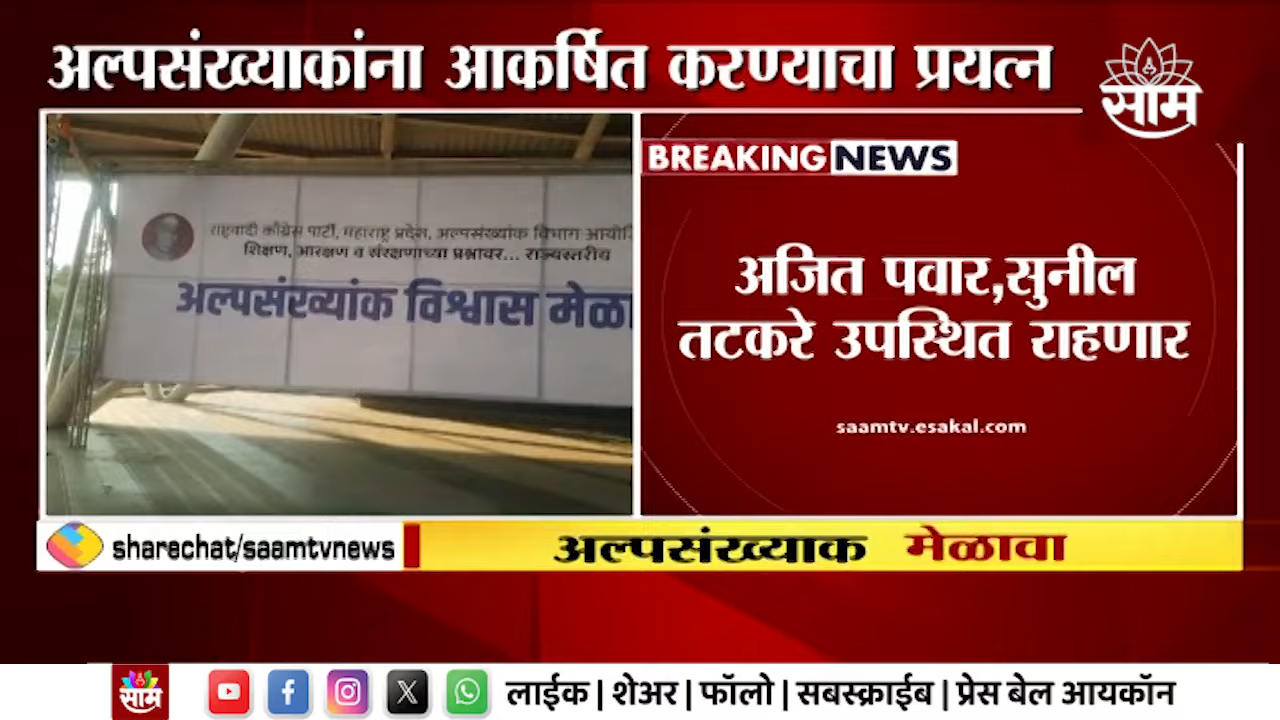 अल्पसंख्याकांना आकर्षित करण्याचा प्रयत्न
साम
राष्ट्रवादी काँग्रेस पार्टी, महाराष्ट्र प्रदेश, अल्पसंख्यांक विभाग
शिक्षण, आरक्षण व संरक्षणाच्या प्रश्नावर... राज्यस्तरीय
अल्पसंख्यांक विश्वास
BREAKING NEWS
अजित पवार,सुनील
तटकरे उपस्थित राहणार
saamtv.esakal.com
sharechat/saamtvnews
अल्पसंख्याक मेळावा
साम
लाईक | शेअर | फॉलो | सबस्क्राईब | प्रेस बेल आयकॉन